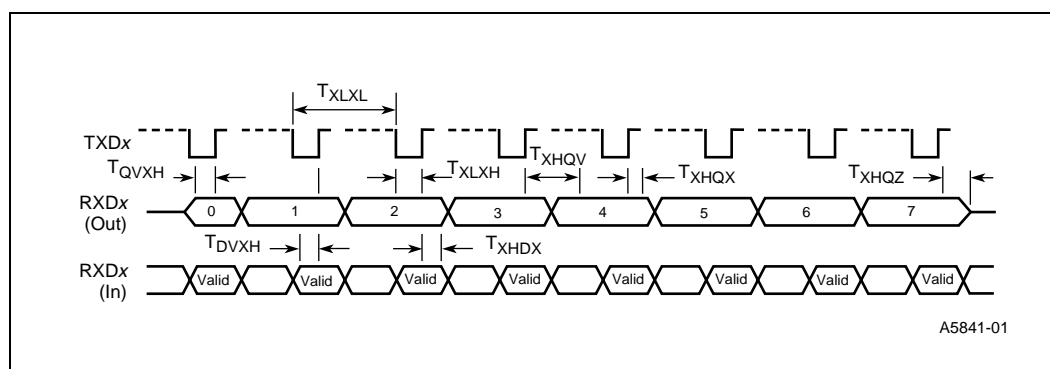 TXLXL
TXDx
TQVXH TXLXH TXHQV TXHQX TXHQZ
RXDx
(Out)
0 1 2 3 4 5 6 7
TDVXH TXHDX
RXDx
(In)
Valid Valid Valid Valid Valid Valid Valid Valid
A5841-01